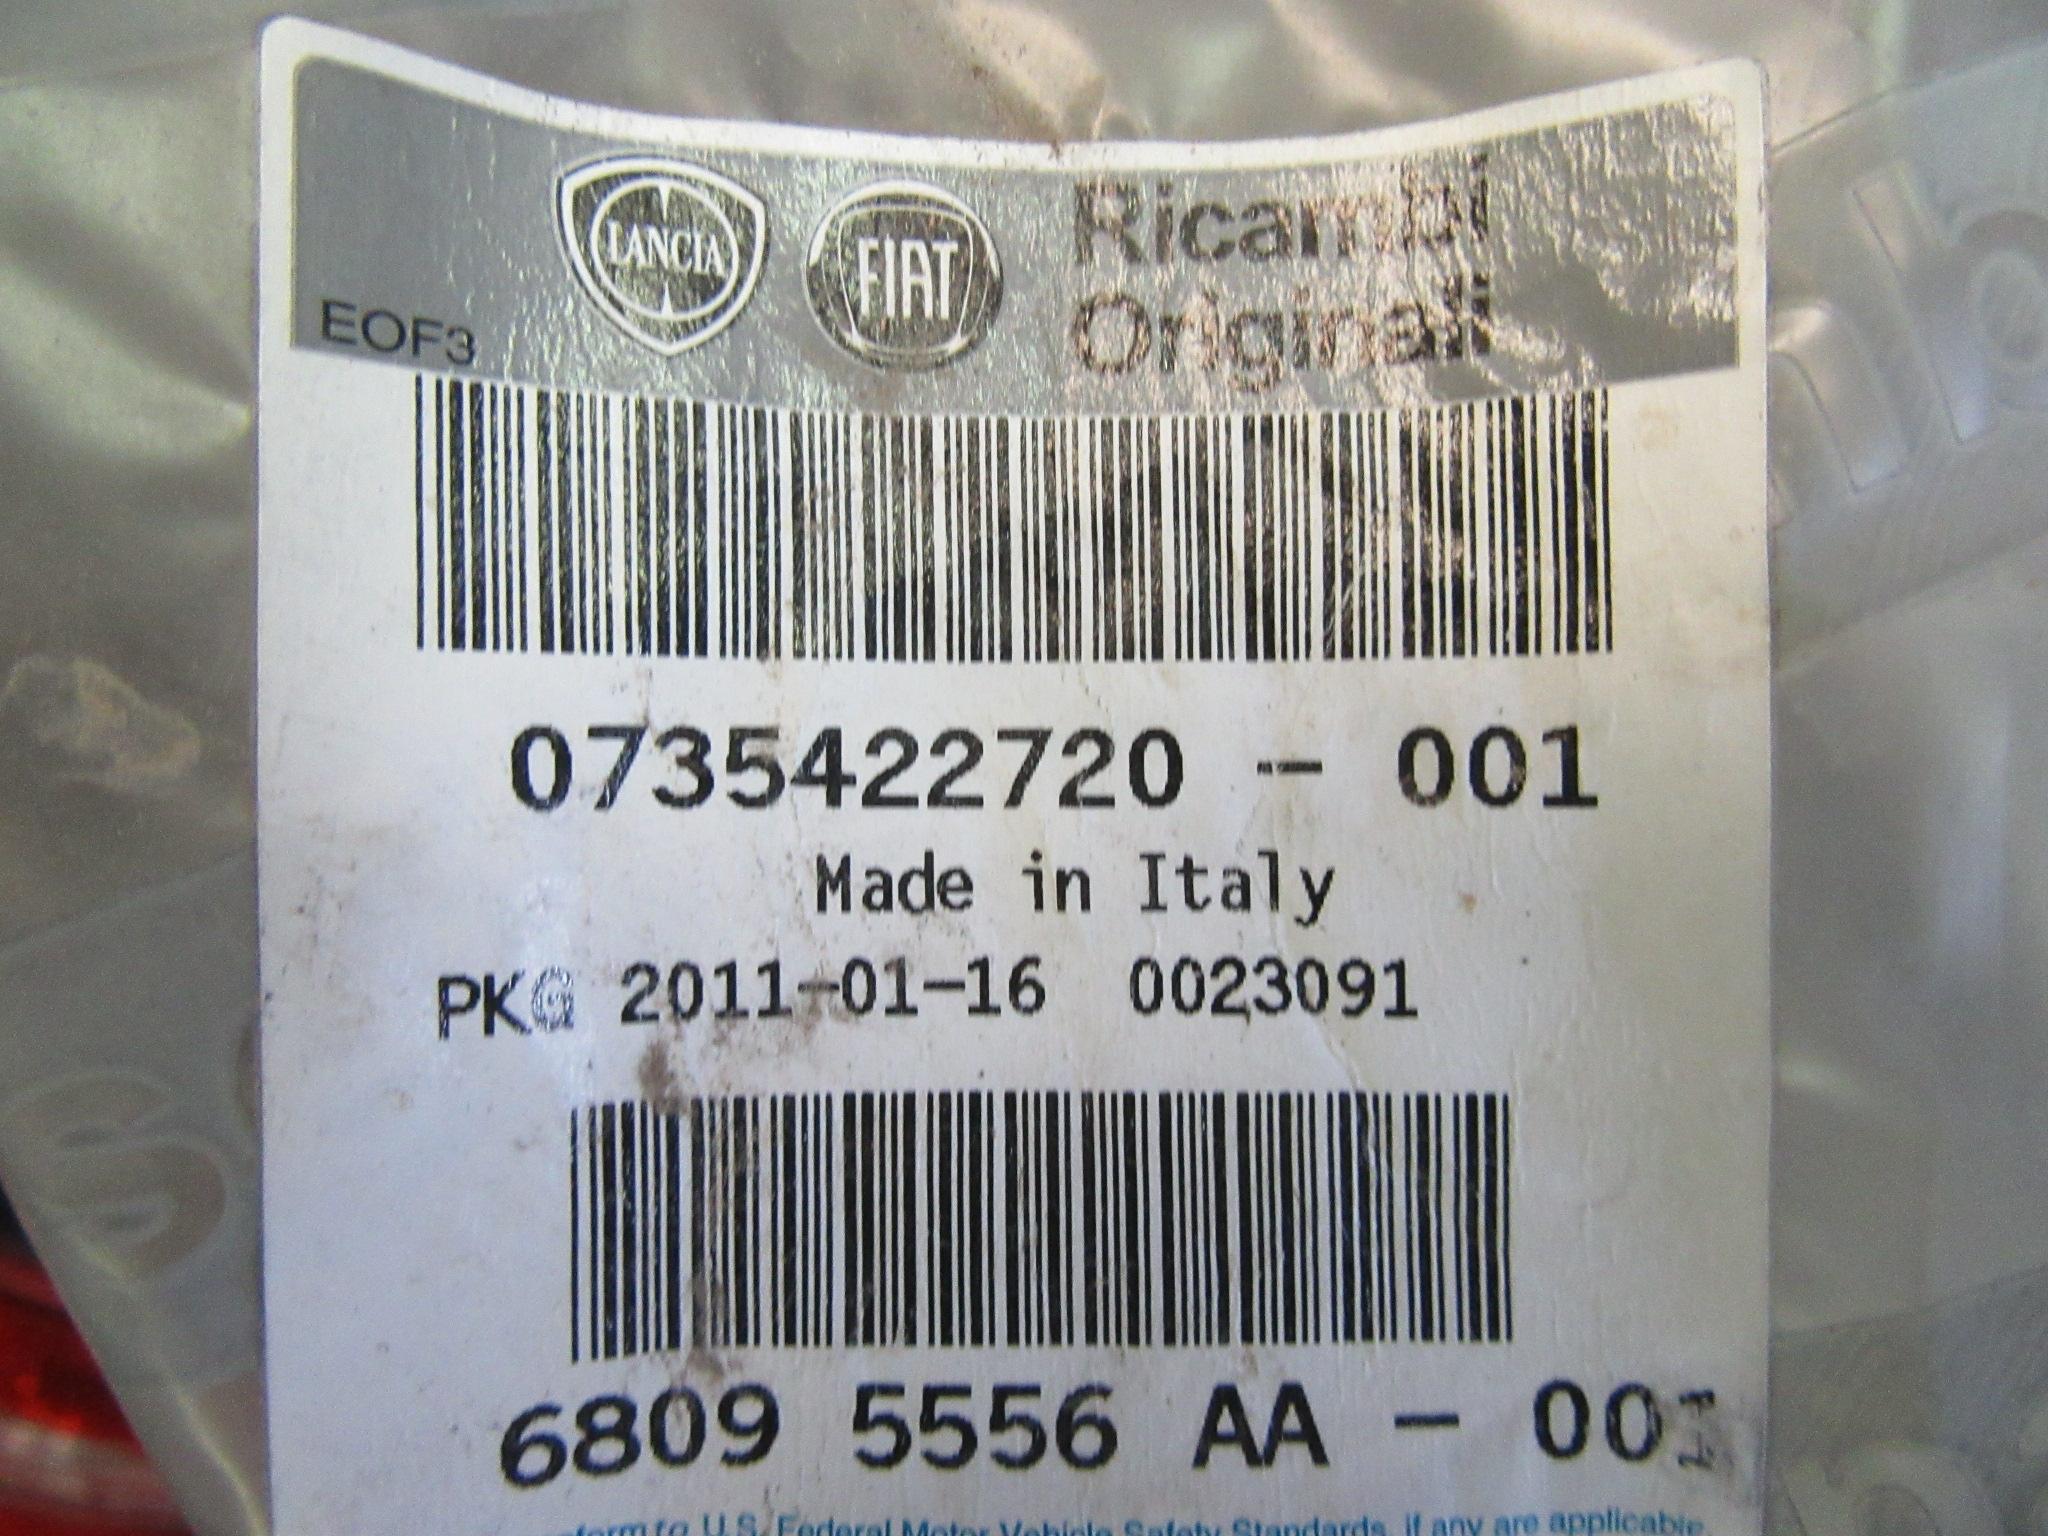 LANCIA FIAT Ricambi
Originali
EOF3
0735422720 - 001
Made in Italy
PKG 2011-01-16 0023091
6809 5556 AA - 001
U.S. Federal Motor Vehicle Safety Standards, if any are applicable.